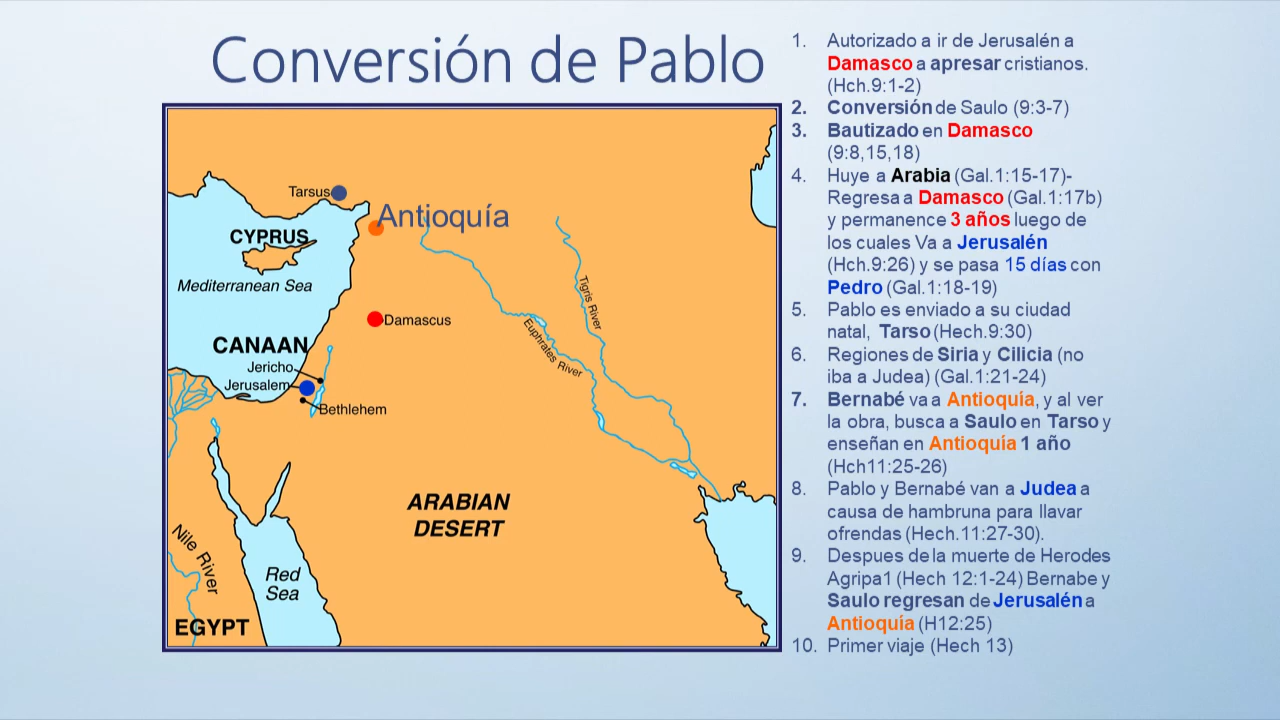 Conversión de Pablo
Tarsus
Antioquía
CYPRUS
Mediterranean Sea
Tigris River
Damascus
Euphrates River
CANAAN
Jericho
Jerusalem
Bethlehem
ARABIAN
DESERT
Nile River
Red
Sea
EGYPT
1. Autorizado a ir de Jerusalén a
Damasco a apresar cristianos.
(Hch.9:1-2)
2. Conversión de Saulo (9:3-7)
3. Bautizado en Damasco
(9:8,15,18)
4. Huye a Arabia (Gal.1:15-17)-
Regresa a Damasco (Gal.1:17b)
y permanence 3 años luego de
los cuales Va a Jerusalén
(Hch.9:26) y se pasa 15 días con
Pedro (Gal.1:18-19)
5. Pablo es enviado a su ciudad
natal, Tarso (Hech.9:30)
6. Regiones de Siria y Cilicia (no
iba a Judea) (Gal.1:21-24)
7. Bernabé va a Antioquía, y al ver
la obra, busca a Saulo en Tarso y
enseñan en Antioquía 1 año
(Hch11:25-26)
8. Pablo y Bernabé van a Judea a
causa de hambruna para llavar
ofrendas (Hech.11:27-30).
9. Despues de la muerte de Herodes
Agripa1 (Hech 12:1-24) Bernabe y
Saulo regresan de Jerusalén a
Antioquía (H12:25)
10. Primer viaje (Hech 13)